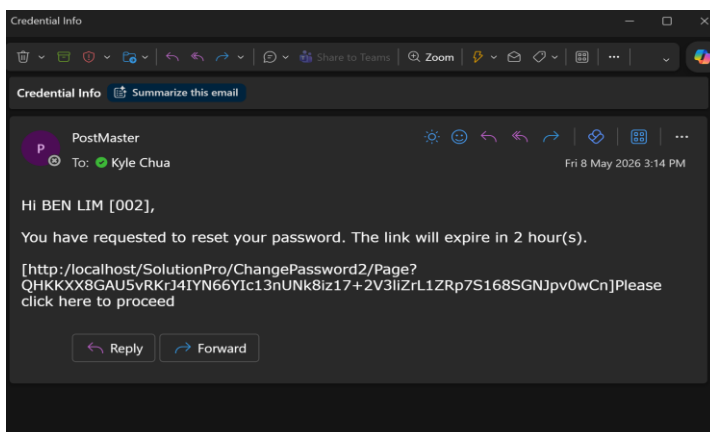 Credential Info
Share to Teams Zoom
Credential Info Summarize this email
P PostMaster
To: Kyle Chua
Fri 8 May 2026 3:14 PM
Hi BEN LIM [002],
You have requested to reset your password. The link will expire in 2 hour(s).
[http:/localhost/SolutionPro/ChangePassword2/Page?
QHKKXX8GAU5vRKrJ4IYN66YIc13nUNk8iz17+2V3liZrL1ZRp7S168SGNJpv0wCn]Please
click here to proceed
Reply Forward